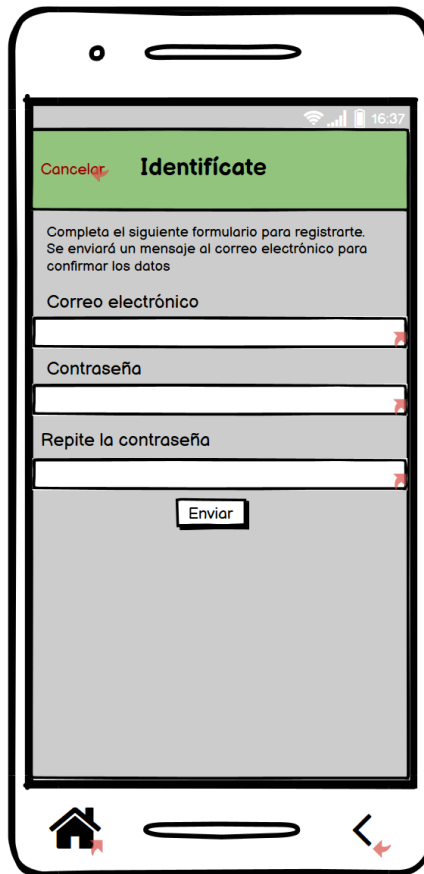 16:37
Cancelar
Identifícate
Completa el siguiente formulario para registrarte.
Se enviará un mensaje al correo electrónico para
confirmar los datos
Correo electrónico
Contraseña
Repite la contraseña
Enviar